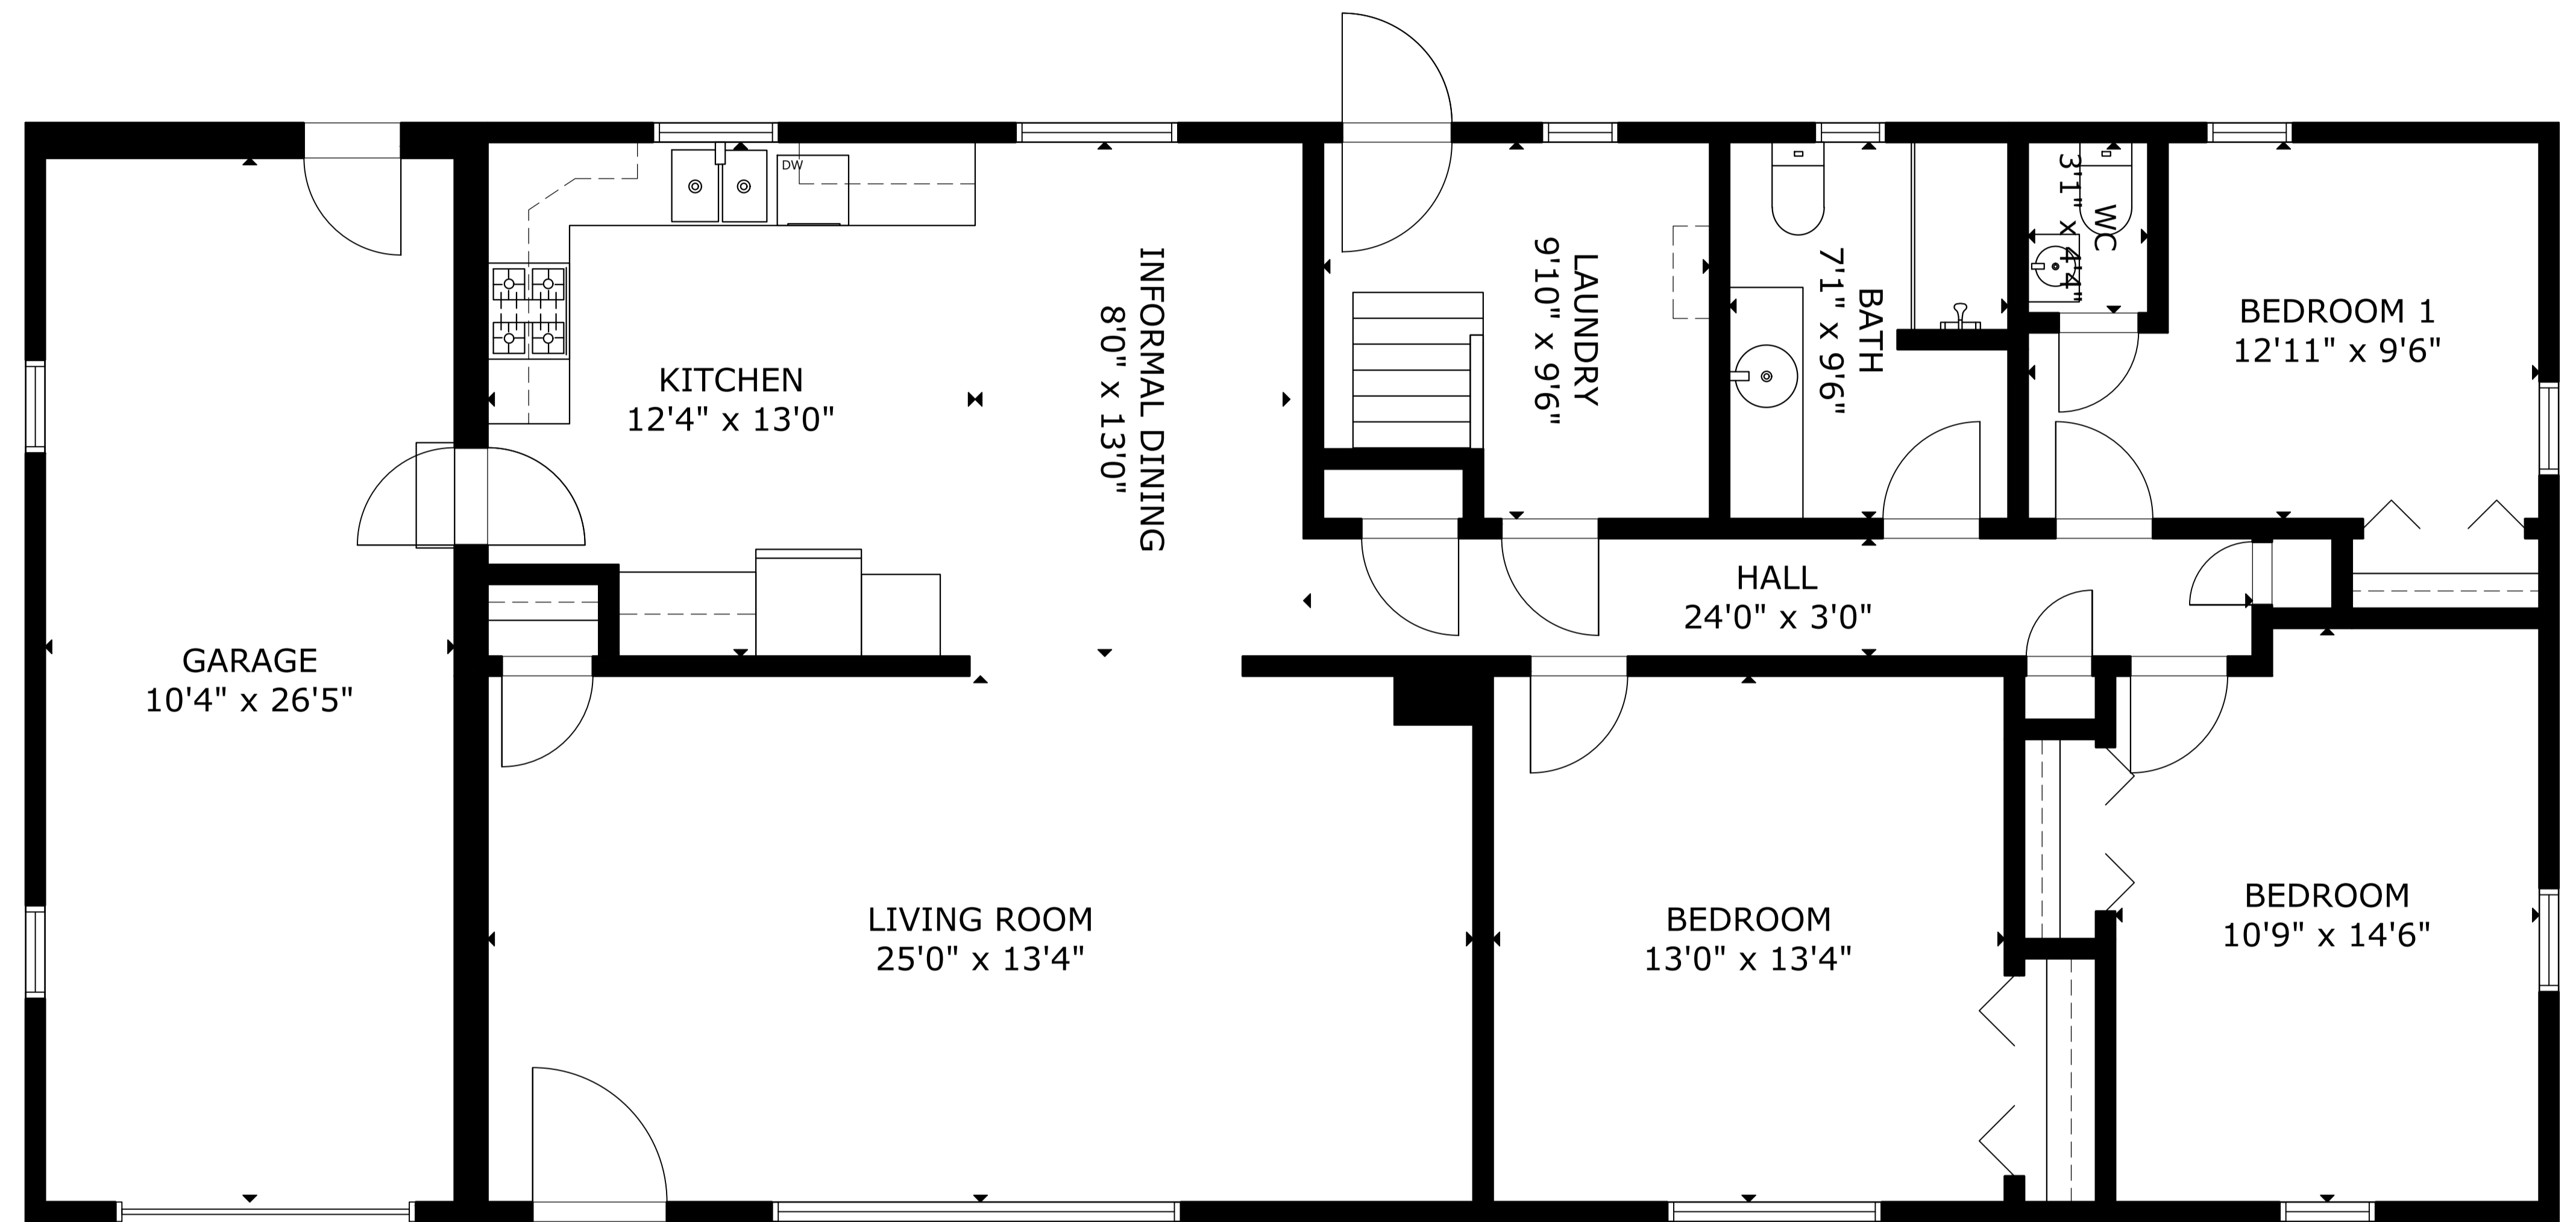 DW
KITCHEN
12'4" x 13'0"
INFORMAL DINING
8'0" x 13'0"
LAUNDRY
9'10" x 9'6"
BATH
7'1" x 9'6"
WC
3'1" x 4'4"
BEDROOM 1
12'11" x 9'6"
HALL
24'0" x 3'0"
GARAGE
10'4" x 26'5"
LIVING ROOM
25'0" x 13'4"
BEDROOM
13'0" x 13'4"
BEDROOM
10'9" x 14'6"